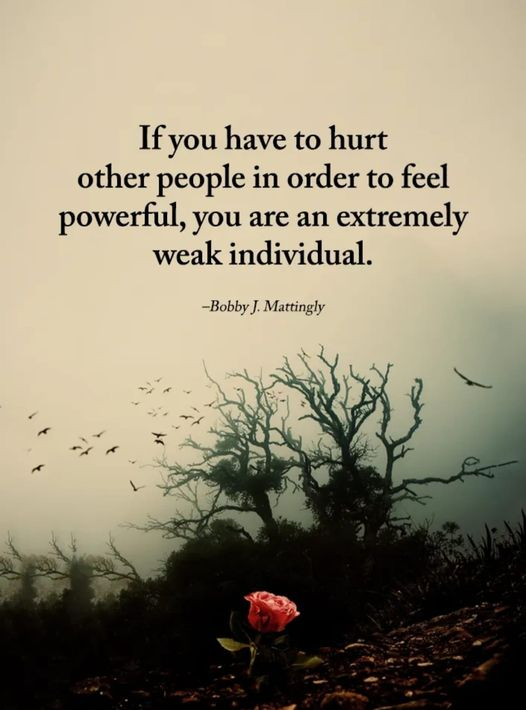 If you have to hurt
other people in order to feel
powerful, you are an extremely
weak individual.
–Bobby J. Mattingly